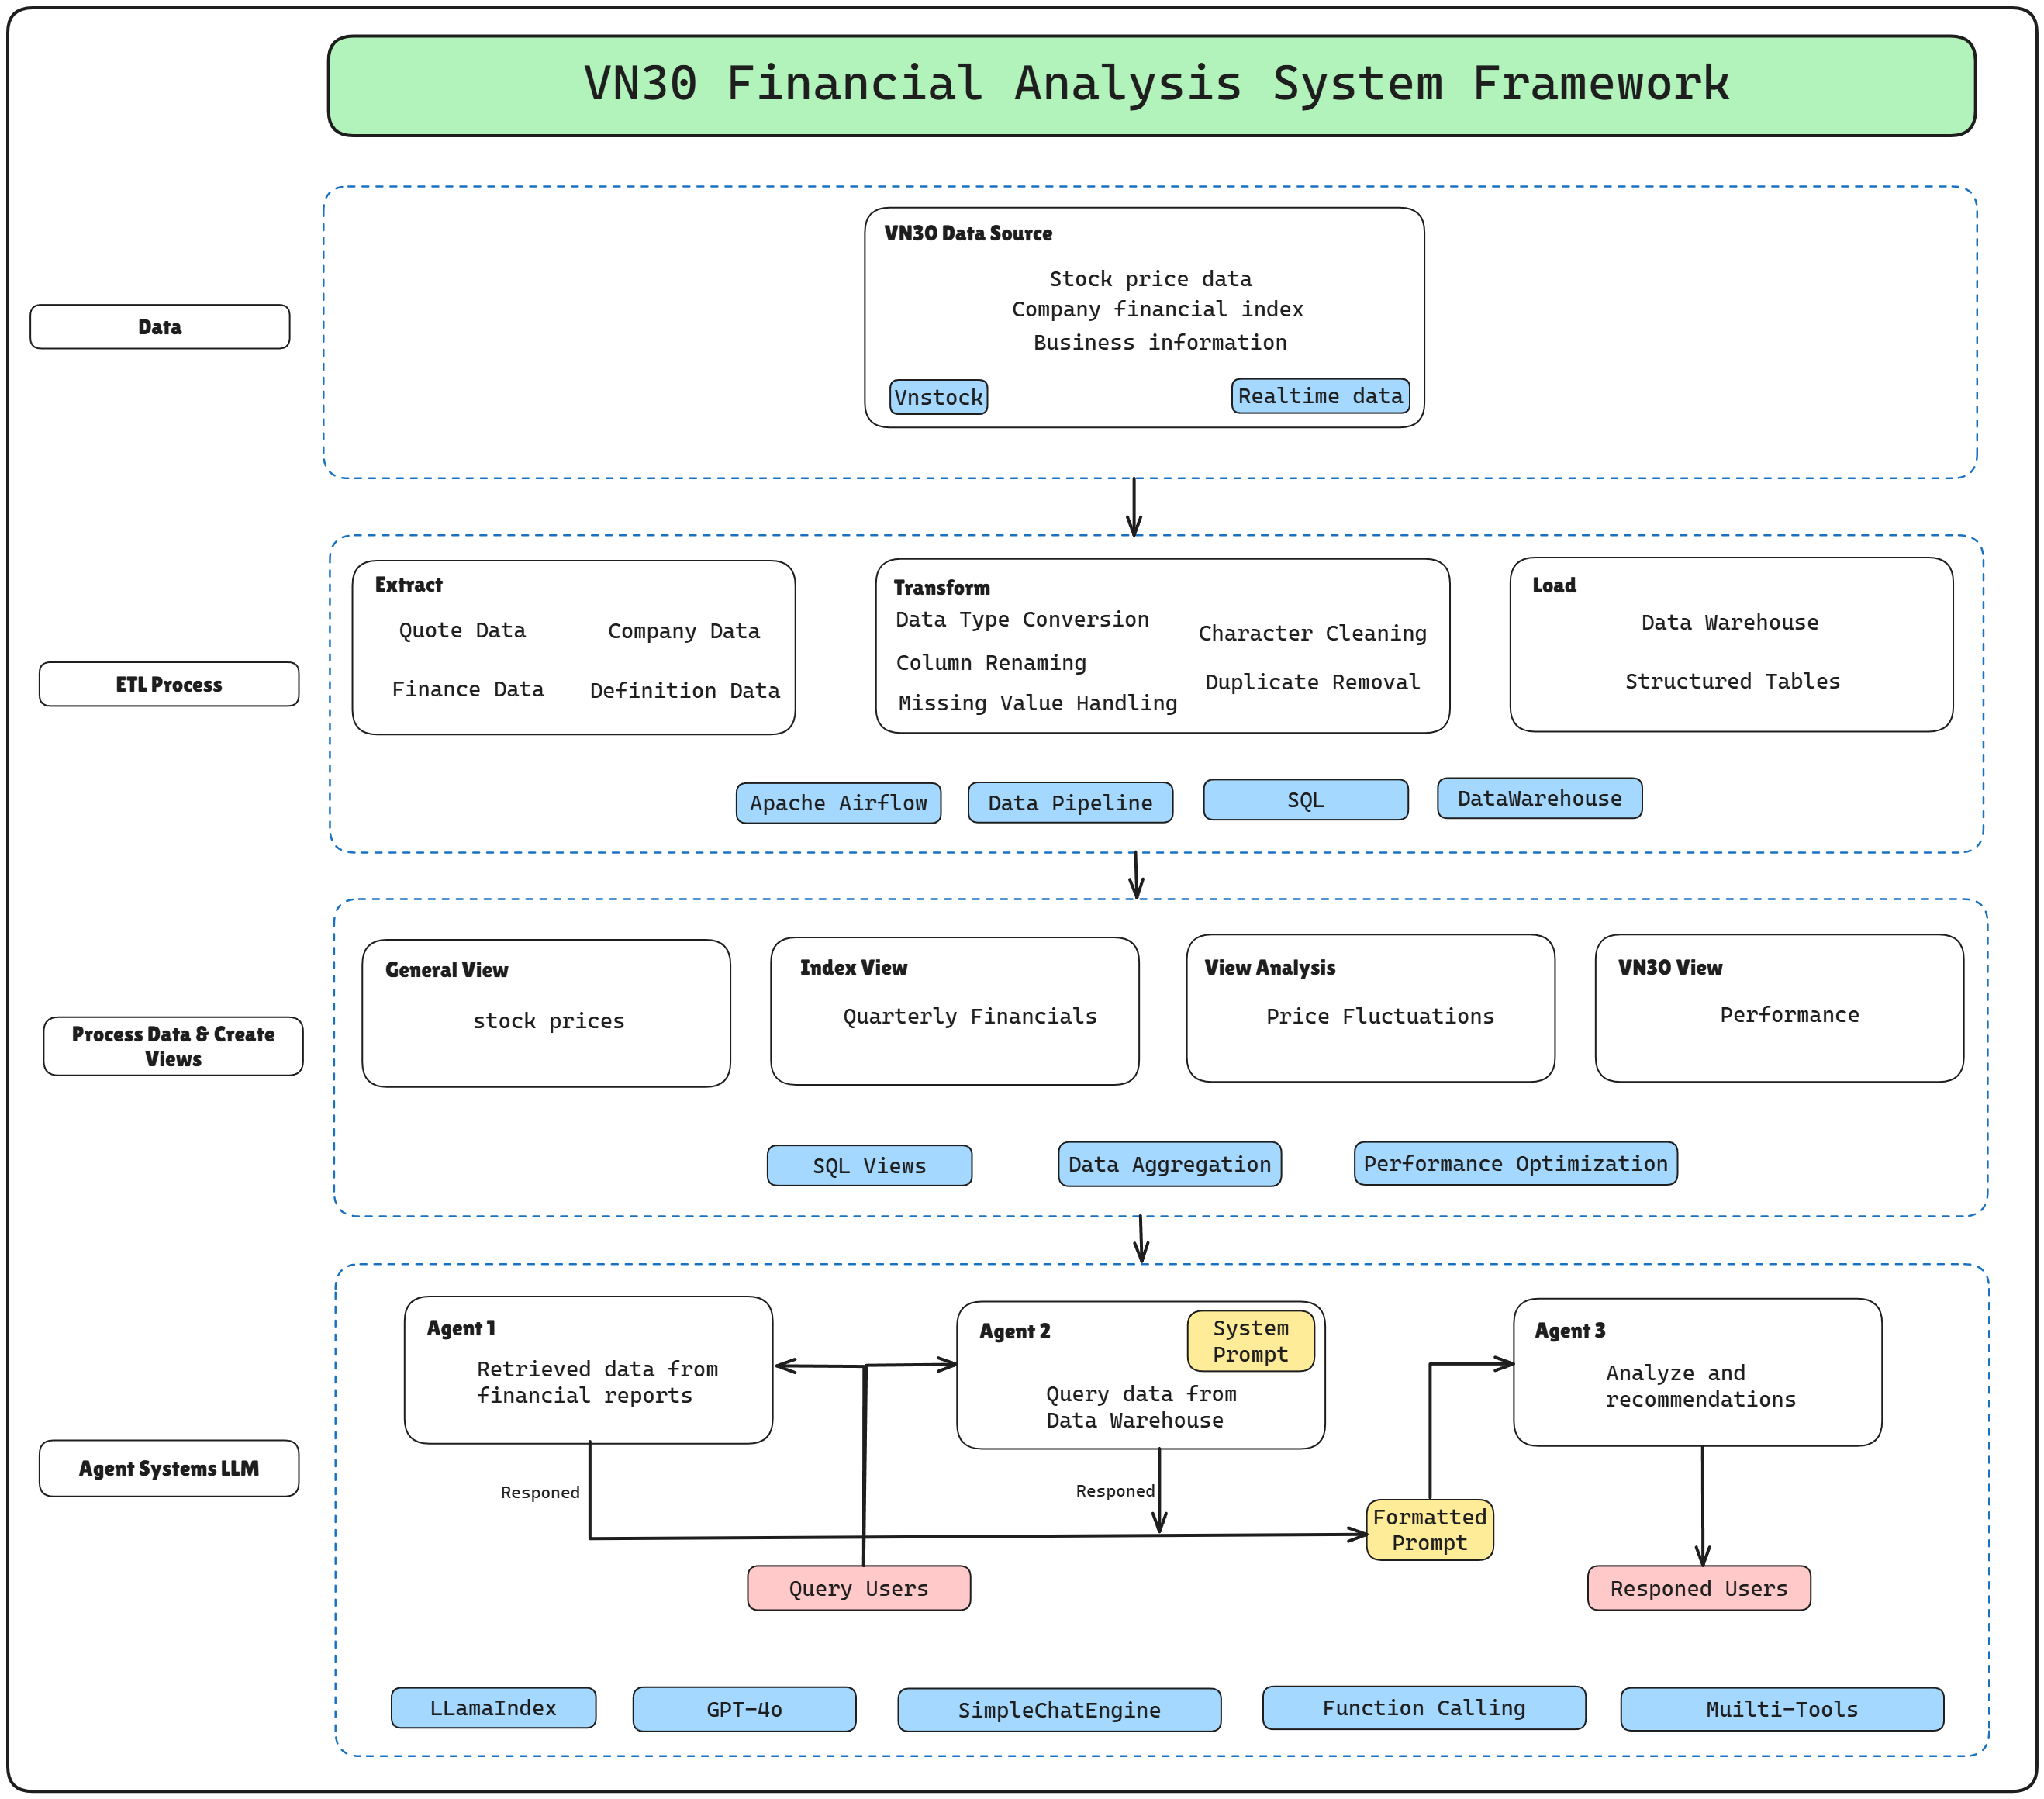 VN30 Financial Analysis System Framework
Data
VN30 Data Source
Stock price data
Company financial index
Business information
Vnstock
Realtime data
ETL Process
Extract
Quote Data
Company Data
Finance Data
Definition Data
Transform
Data Type Conversion
Character Cleaning
Column Renaming
Duplicate Removal
Missing Value Handling
Load
Data Warehouse
Structured Tables
Apache Airflow
Data Pipeline
SQL
DataWarehouse
Process Data & Create
Views
General View
stock prices
Index View
Quarterly Financials
View Analysis
Price Fluctuations
VN30 View
Performance
SQL Views
Data Aggregation
Performance Optimization
Agent Systems LLM
Agent 1
Retrieved data from
financial reports
Agent 2
System
Prompt
Query data from
Data Warehouse
Agent 3
Analyze and
recommendations
Responed
Responed
Formatted
Prompt
Query Users
Responed Users
LLamaIndex
GPT-4o
SimpleChatEngine
Function Calling
Muilti-Tools